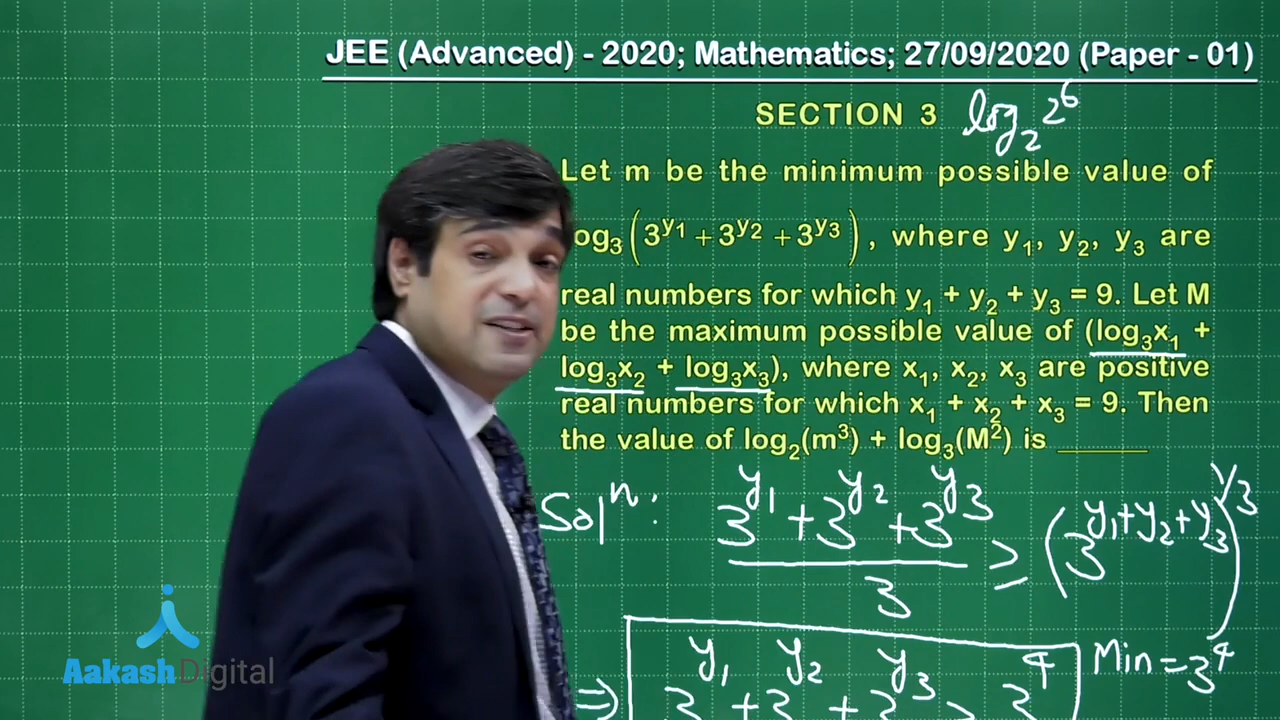 JEE (Advanced) - 2020; Mathematics; 27/09/2020 (Paper - 01)
SECTION 3 log₂ 2⁶
Let m be the minimum possible value of
og₃(3^y₁ + 3^y₂ + 3^y₃), where y₁, y₂, y₃ are
real numbers for which y₁ + y₂ + y₃ = 9. Let M
be the maximum possible value of (log₃x₁ +
log₃x₂ + log₃x₃), where x₁, x₂, x₃ are positive
real numbers for which x₁ + x₂ + x₃ = 9. Then
the value of log₂(m³) + log₃(M²) is ______
Solⁿ: (3^y₁ + 3^y₂ + 3^y₃)/3 ≥ (3^(y₁+y₂+y₃))^(1/3)
⇒ 3^y₁ + 3^y₂ + 3^y₃ ≥ 3⁴ Min = 3⁴
AakashDigital